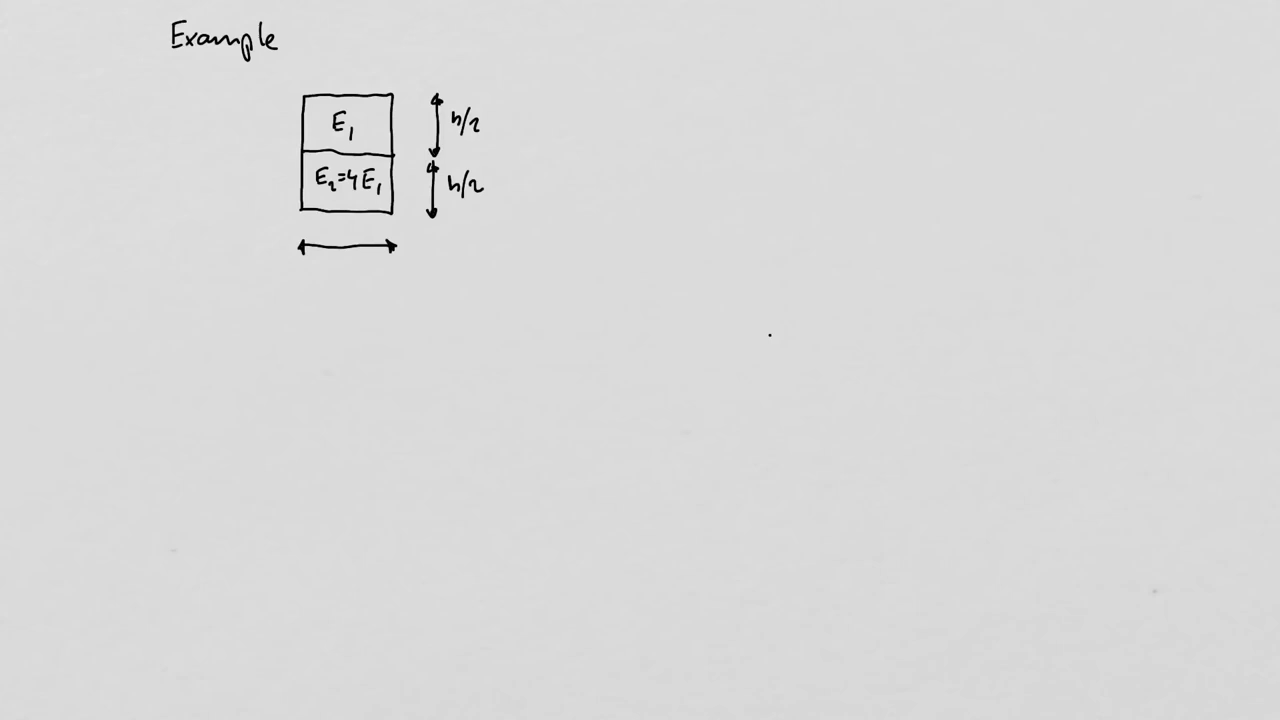 Example
E₁
h/2
E₂=4E₁
h/2